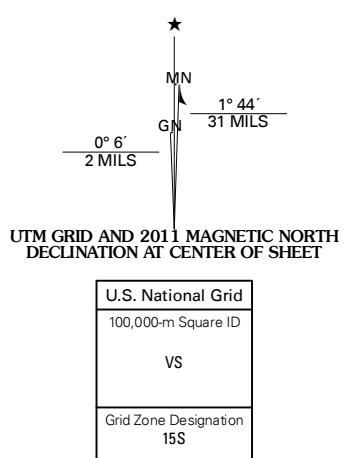 ★
MN
1° 44´
31 MILS
GN
0° 6´
2 MILS
UTM GRID AND 2011 MAGNETIC NORTH
DECLINATION AT CENTER OF SHEET
U.S. National Grid
100,000-m Square ID
VS
Grid Zone Designation
15S